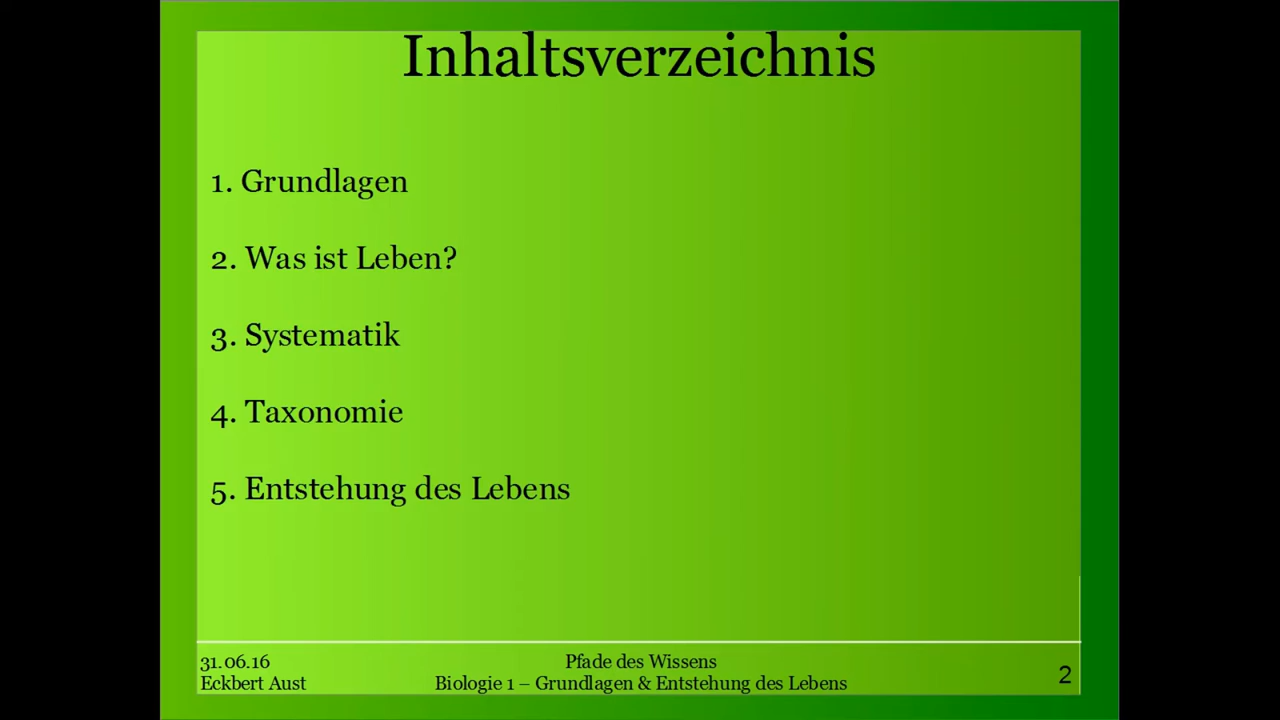 Inhaltsverzeichnis
1. Grundlagen
2. Was ist Leben?
3. Systematik
4. Taxonomie
5. Entstehung des Lebens
31.06.16
Eckbert Aust
Pfade des Wissens
Biologie 1 – Grundlagen & Entstehung des Lebens
2